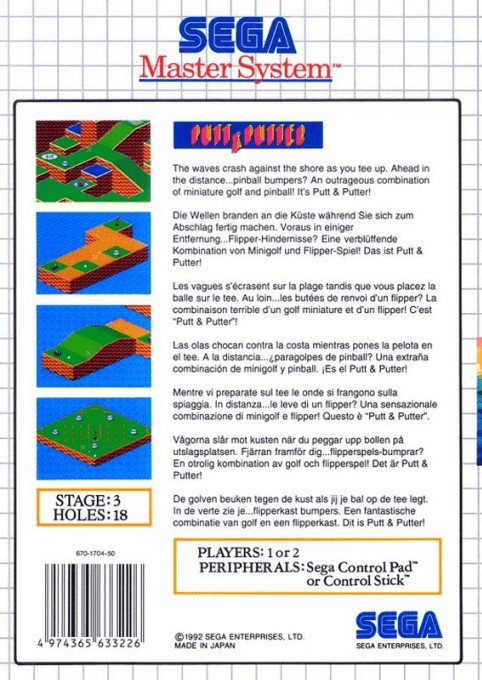 SEGA
Master System™
PUTT & PUTTER
The waves crash against the shore as you tee up. Ahead in
the distance...pinball bumpers? An outrageous combination
of miniature golf and pinball! It's Putt & Putter!
Die Wellen branden an die Küste während Sie sich zum
Abschlag fertig machen. Voraus in einiger
Entfernung...Flipper-Hindernisse? Eine verblüffende
Kombination von Minigolf und Flipper-Spiel! Das ist Putt &
Putter!
Les vagues s'écrasent sur la plage tandis que vous placez la
balle sur le tee. Au loin...les butées de renvoi d'un flipper? La
combinaison terrible d'un golf miniature et d'un flipper! C'est
"Putt & Putter"!
Las olas chocan contra la costa mientras pones la pelota en
el tee. A la distancia...¿paragolpes de pinball? Una extraña
combinación de minigolf y pinball. ¡Es el Putt & Putter!
Mentre vi preparate sul tee le onde si frangono sulla
spiaggia. In distanza...le leve di un flipper? Una sensazionale
combinazione di minigolf e flipper! Questo è "Putt & Putter".
Vågorna slår mot kusten när du peggar upp bollen på
utslagsplatsen. Fjärran framför dig...flipperspels-bumprar?
En otrolig kombination av golf och flipperspel! Det är Putt &
Putter!
De golven beuken tegen de kust als jij je bal op de tee legt.
In de verte zie je...flipperkast bumpers. Een fantastische
combinatie van golf en een flipperkast. Dit is Putt & Putter!
STAGE: 3
HOLES: 18
PLAYERS: 1 or 2
PERIPHERALS: Sega Control Pad™
or Control Stick™
670-1704-50
4 974365 633226
©1992 SEGA ENTERPRISES, LTD.
MADE IN JAPAN
SEGA
SEGA ENTERPRISES, LTD.